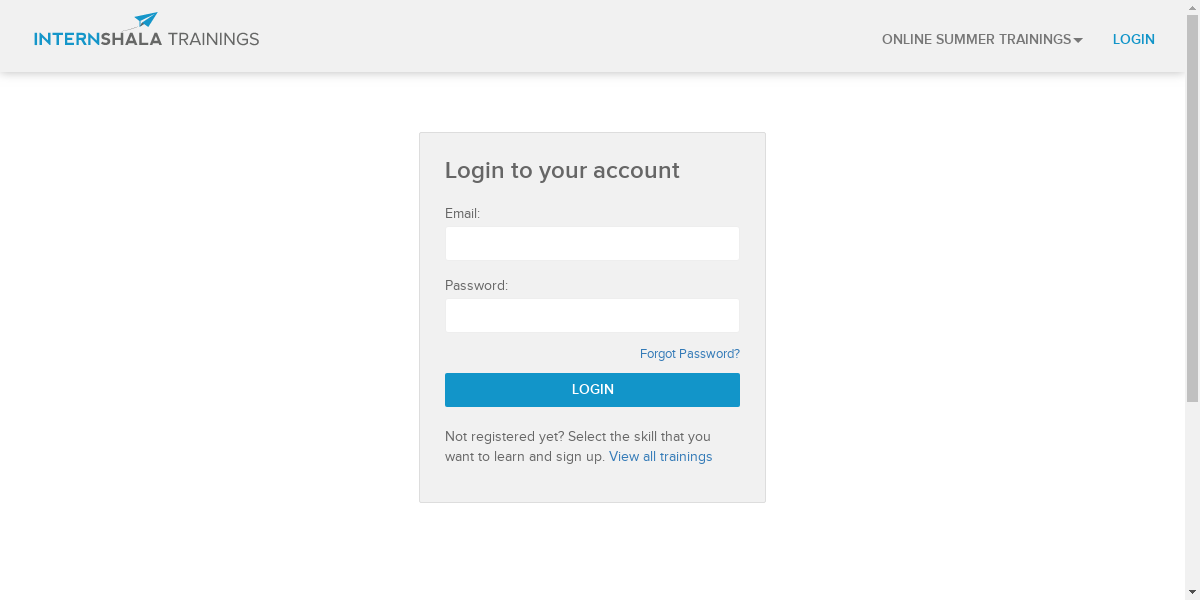 INTERNSHALA TRAININGS
ONLINE SUMMER TRAININGS
LOGIN
Login to your account
Email:
Password:
Forgot Password?
LOGIN
Not registered yet? Select the skill that you
want to learn and sign up. View all trainings